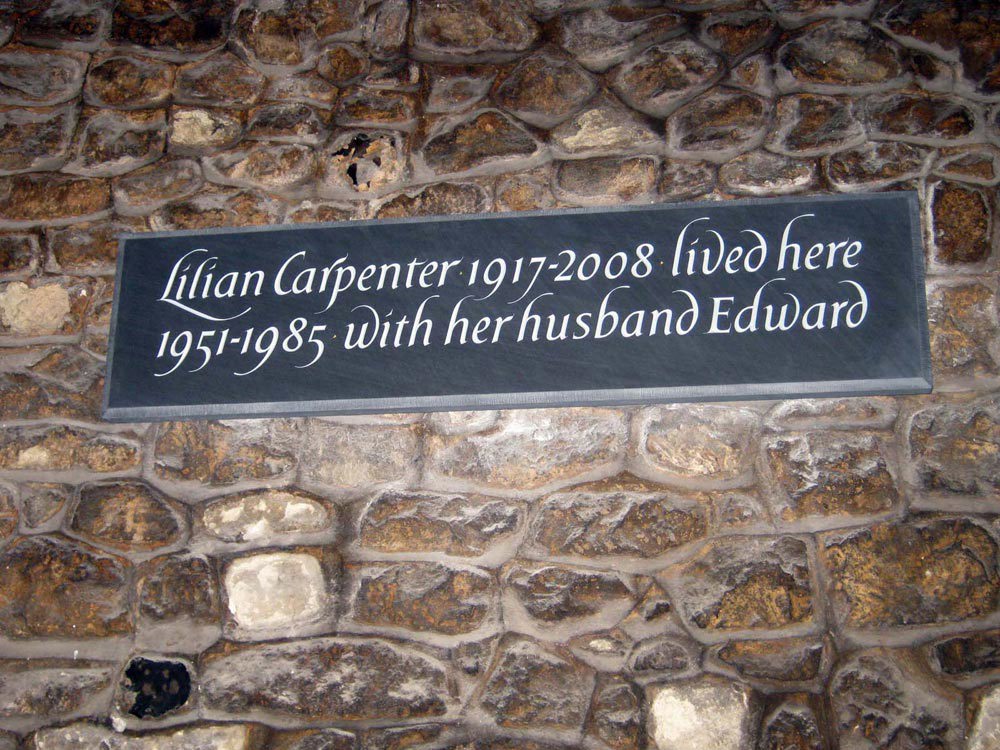 Lilian Carpenter · 1917-2008 · lived here
1951-1985 · with her husband Edward